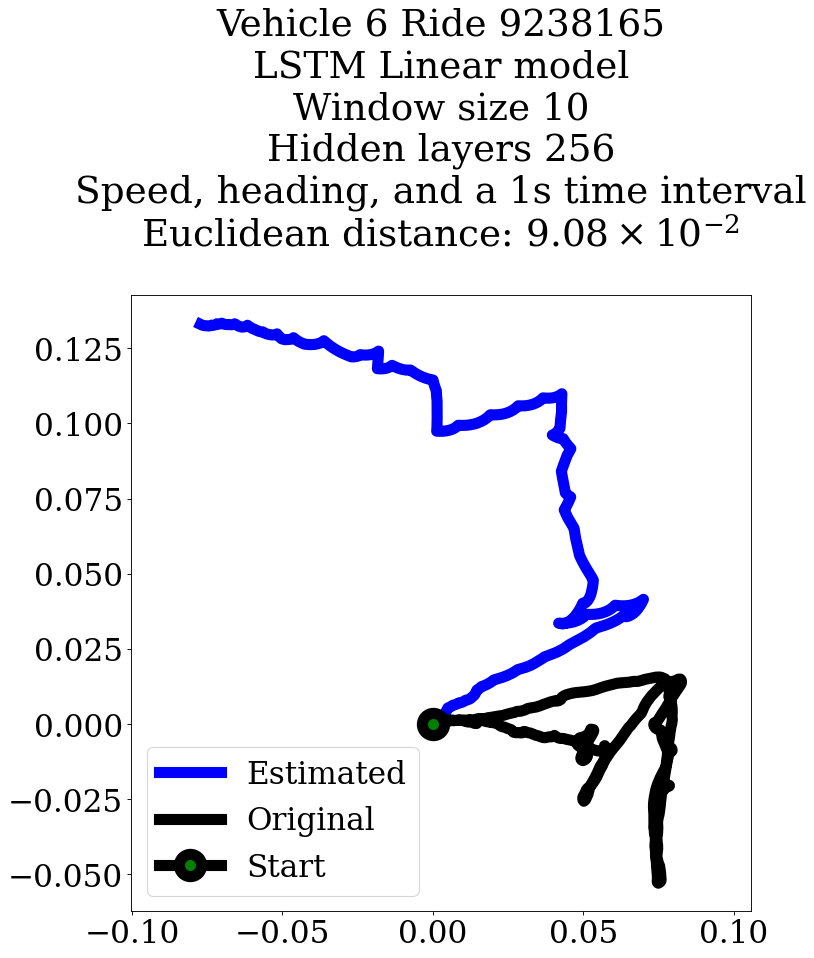 Vehicle 6 Ride 9238165
LSTM Linear model
Window size 10
Hidden layers 256
Speed, heading, and a 1s time interval
Euclidean distance: 9.08 × 10⁻²
0.125
0.100
0.075
0.050
0.025
0.000
−0.025
−0.050
Estimated
Original
Start
−0.10
−0.05
0.00
0.05
0.10